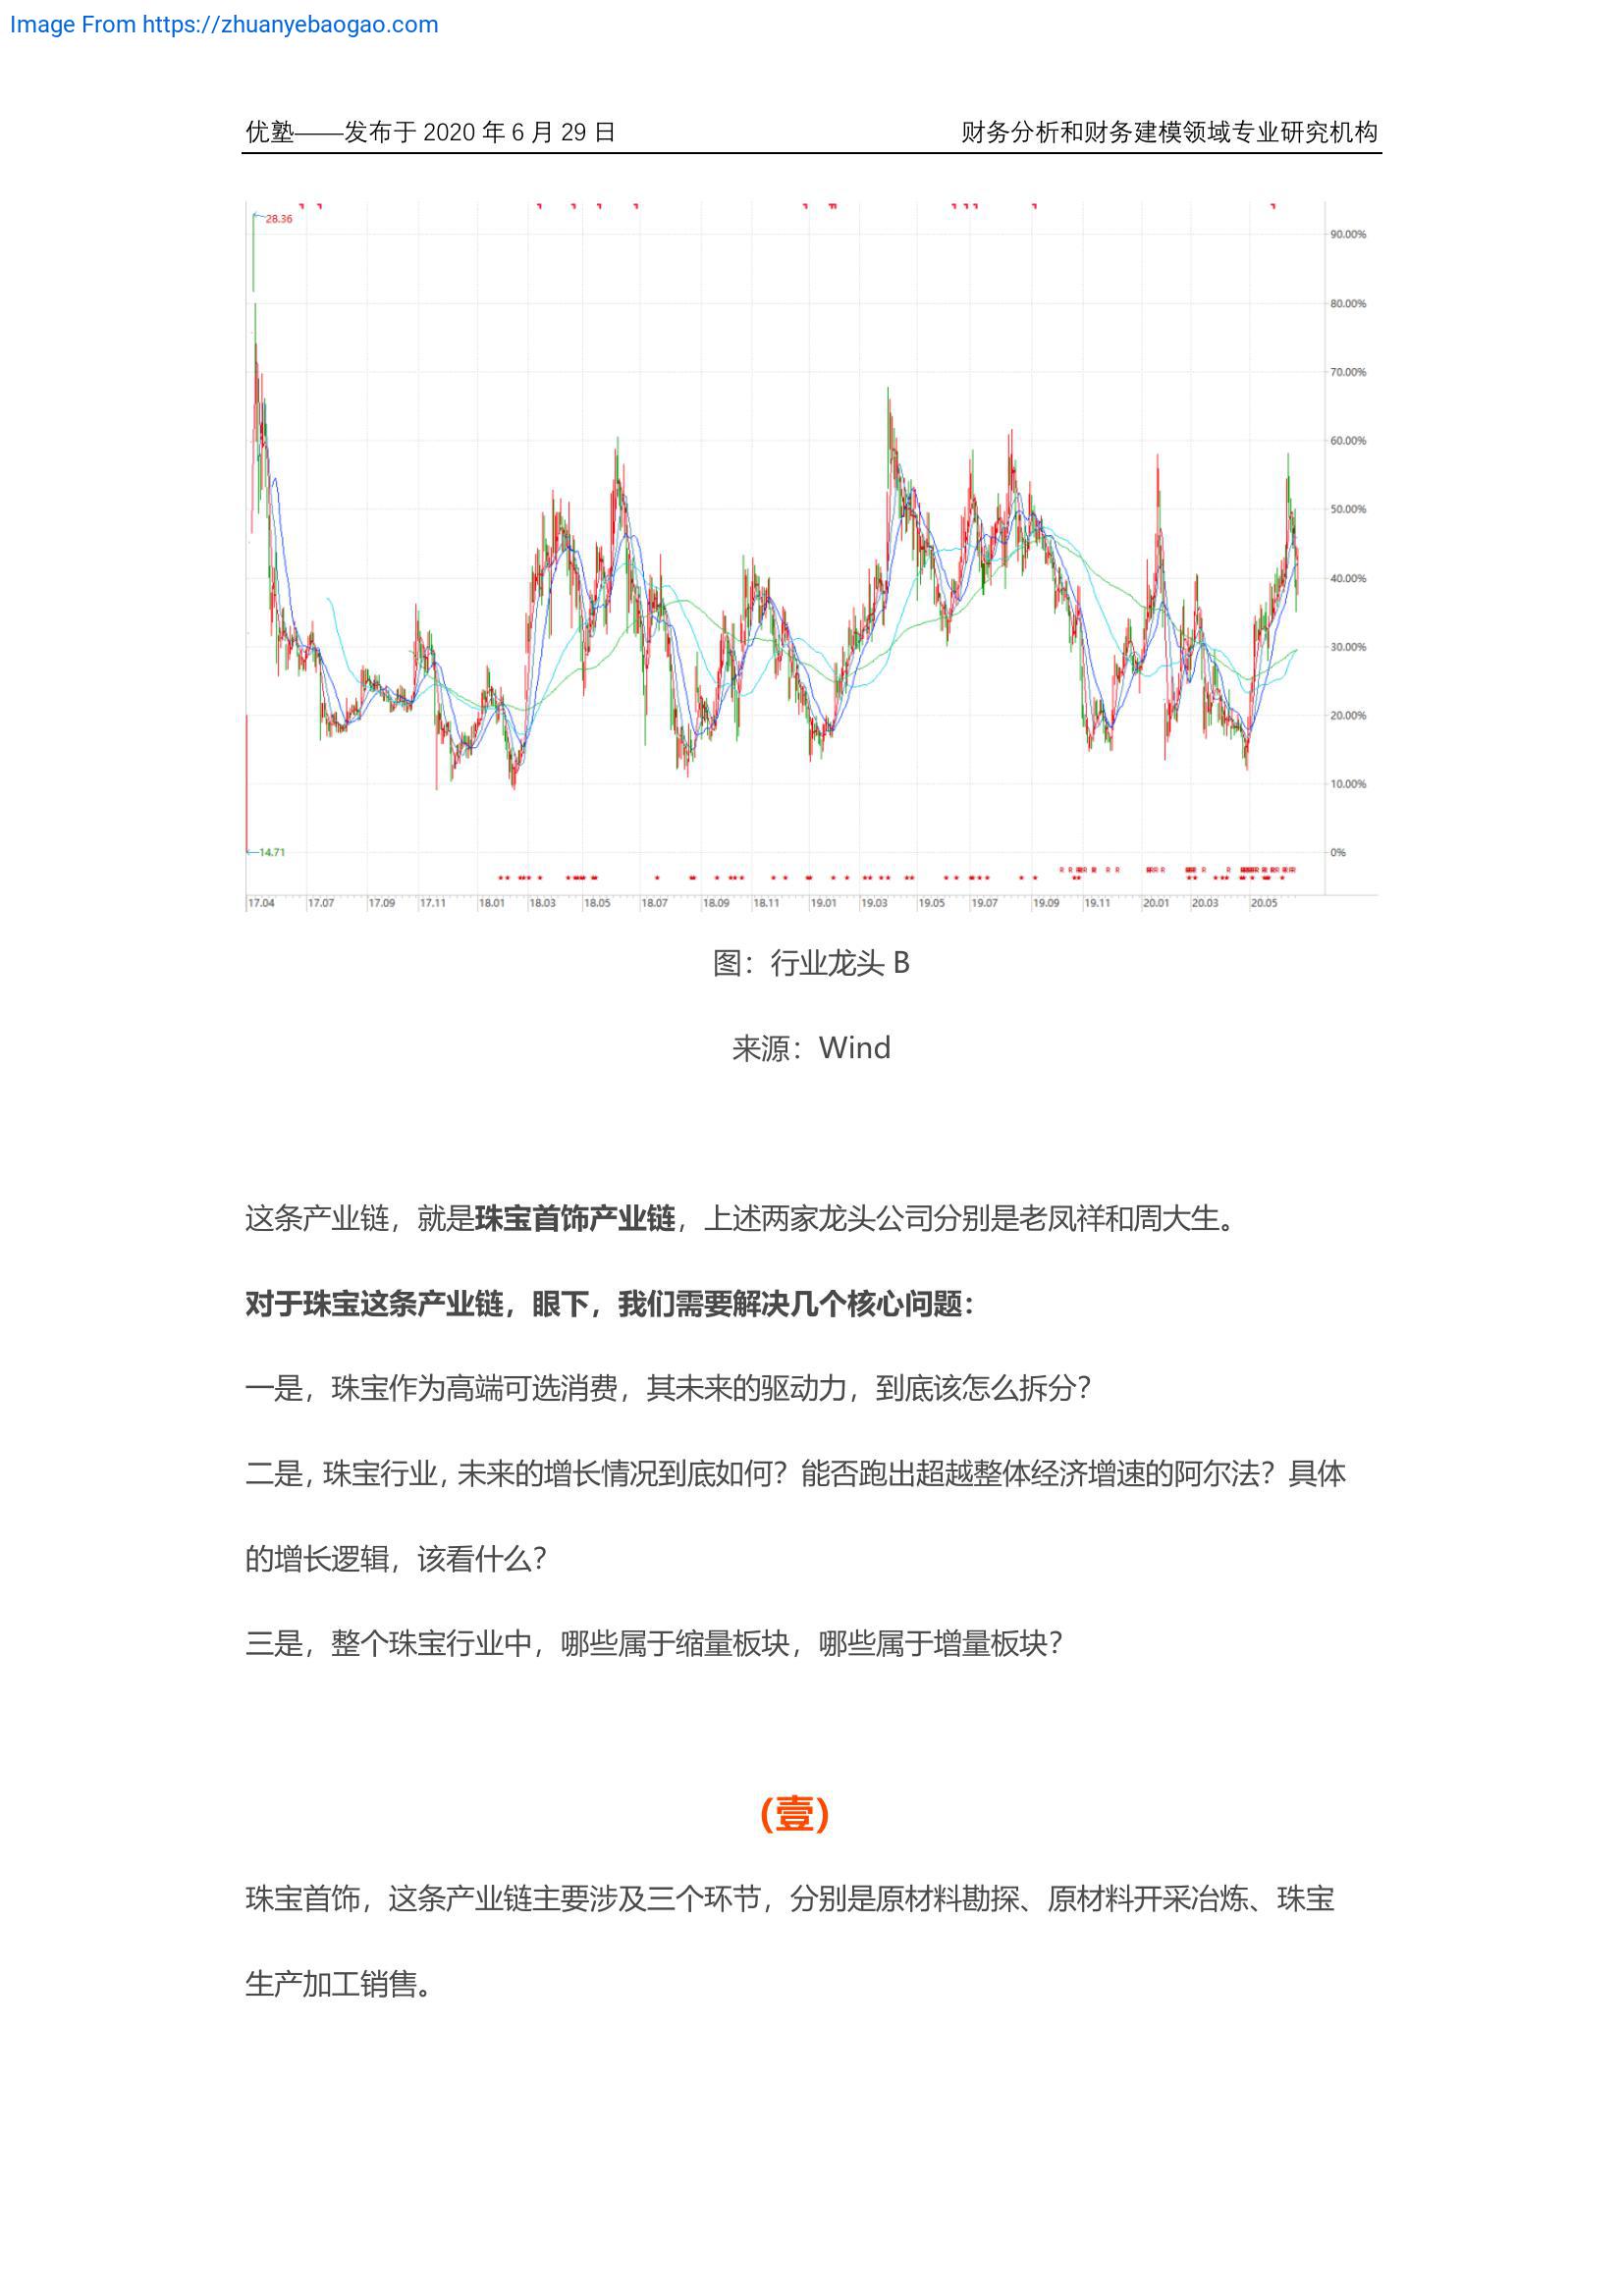 Image From https://zhuanyebaogao.com
优塾——发布于 2020 年 6 月 29 日
财务分析和财务建模领域专业研究机构
28.36
90.00%
80.00%
70.00%
60.00%
50.00%
40.00%
30.00%
20.00%
10.00%
14.71
0%
17.04 17.07 17.09 17.11 18.01 18.03 18.05 18.07 18.09 18.11 19.01 19.03 19.05 19.07 19.09 19.11 20.01 20.03 20.05
图：行业龙头 B
来源：Wind
这条产业链，就是珠宝首饰产业链，上述两家龙头公司分别是老凤祥和周大生。
对于珠宝这条产业链，眼下，我们需要解决几个核心问题：
一是，珠宝作为高端可选消费，其未来的驱动力，到底该怎么拆分？
二是，珠宝行业，未来的增长情况到底如何？能否跑出超越整体经济增速的阿尔法？具体
的增长逻辑，该看什么？
三是，整个珠宝行业中，哪些属于缩量板块，哪些属于增量板块？
(壹)
珠宝首饰，这条产业链主要涉及三个环节，分别是原材料勘探、原材料开采冶炼、珠宝
生产加工销售。